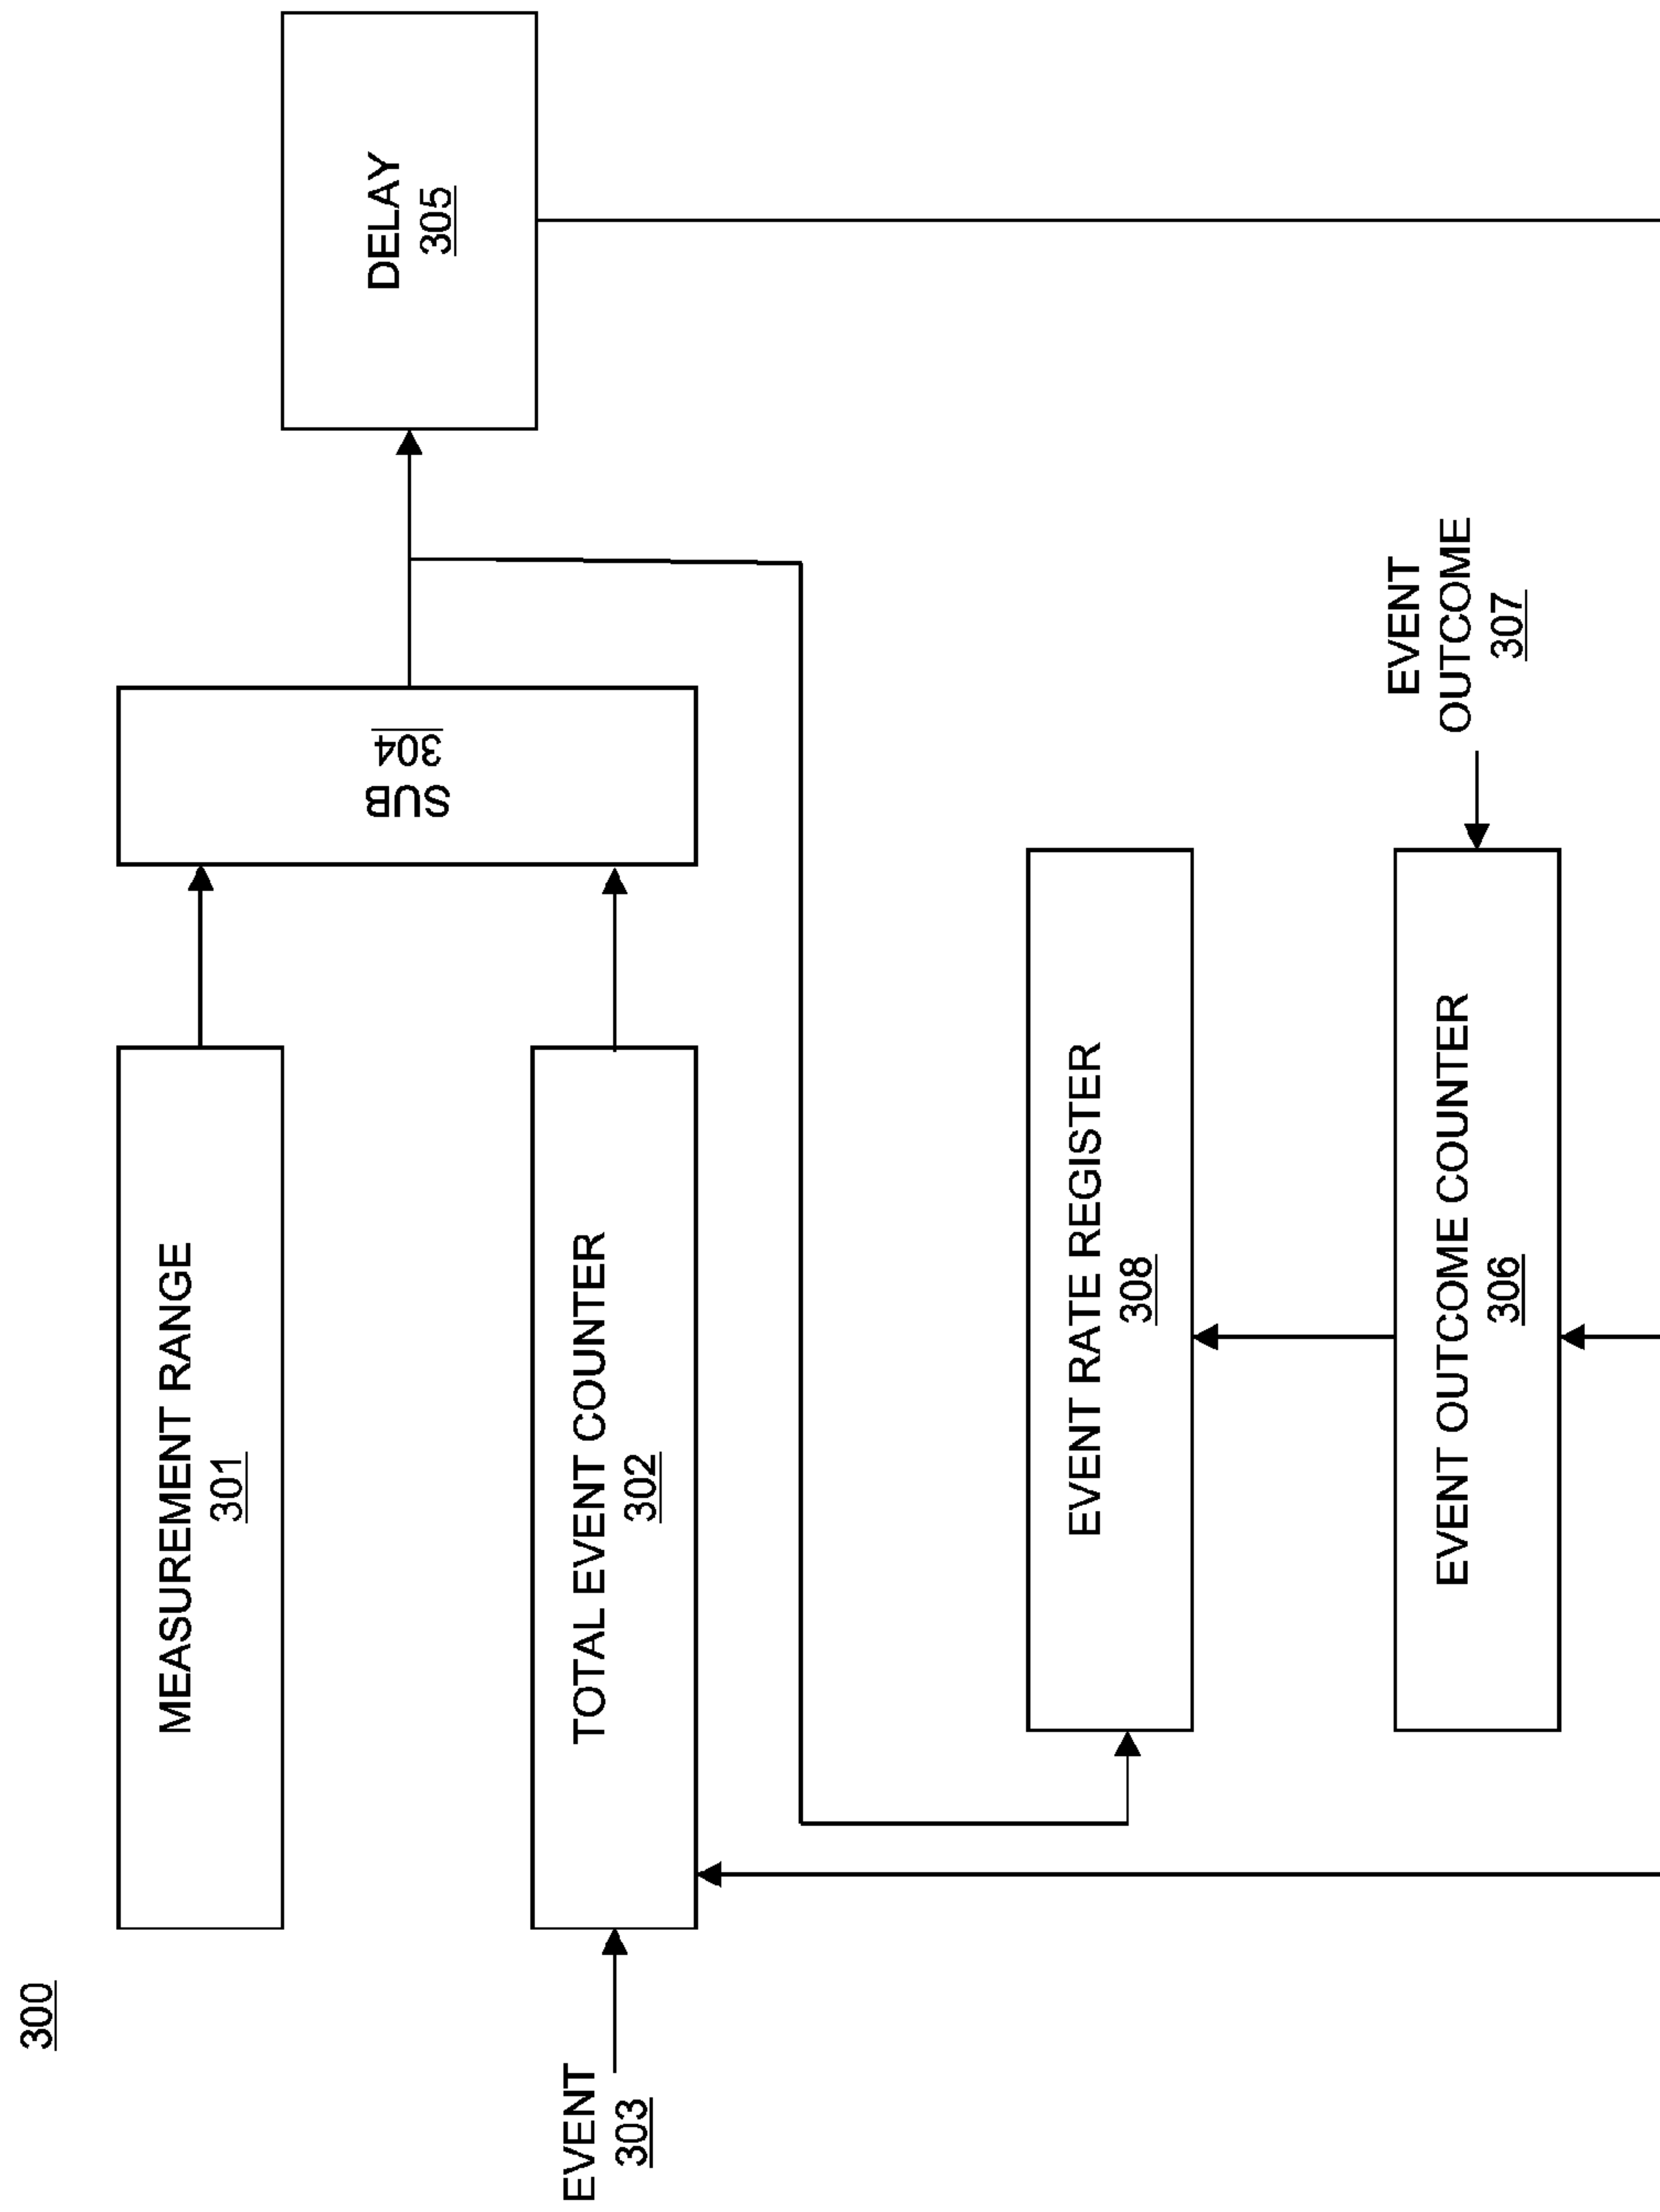 300
MEASUREMENT RANGE
301
SUB
304
DELAY
305
EVENT
303
TOTAL EVENT COUNTER
302
EVENT RATE REGISTER
308
EVENT OUTCOME COUNTER
306
EVENT
OUTCOME
307